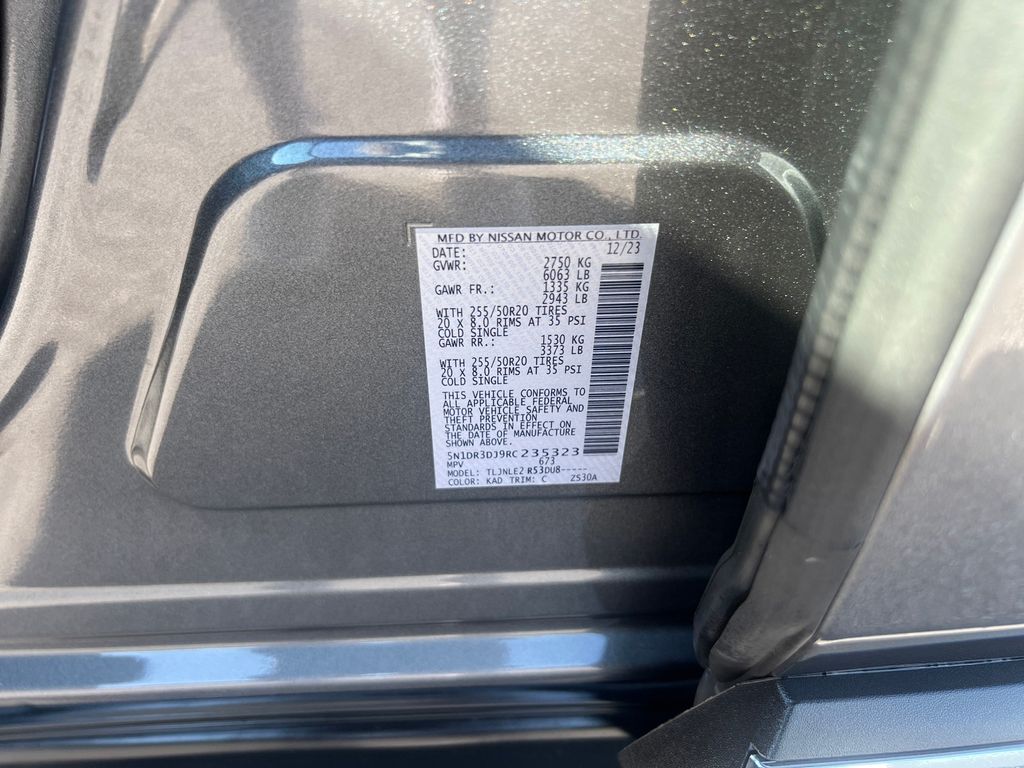 MFD BY NISSAN MOTOR CO., LTD.
DATE: 12/23
GVWR: 2750 KG
6063 LB
GAWR FR.: 1335 KG
2943 LB
WITH 255/50R20 TIRES
20 x 8.0 RIMS AT 35 PSI
COLD SINGLE
GAWR RR.: 1530 KG
3373 LB
WITH 255/50R20 TIRES
20 x 8.0 RIMS AT 35 PSI
COLD SINGLE
THIS VEHICLE CONFORMS TO
ALL APPLICABLE FEDERAL
MOTOR VEHICLE SAFETY AND
THEFT PREVENTION
STANDARDS IN EFFECT ON
THE DATE OF MANUFACTURE
SHOWN ABOVE.
5N1DR3DJ9RC235323
MPV 673
MODEL: TLJNLE2 R53DU8-----
COLOR: KAD TRIM: C ZS30A